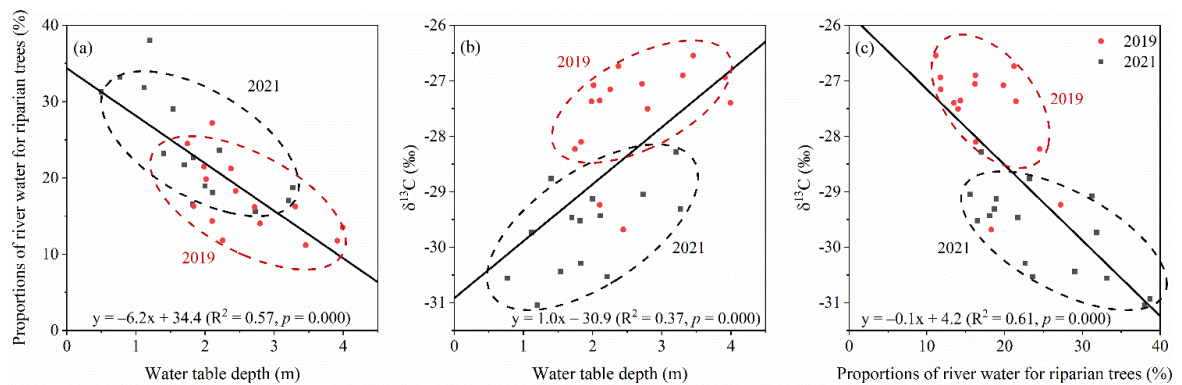 Proportions of river water for riparian trees (%)
40
30
20
10
0
(a)
2021
2019
y = –6.2x + 34.4 (R² = 0.57, p = 0.000)
0 1 2 3 4
Water table depth (m)
δ¹³C (‰)
-26
-27
-28
-29
-30
-31
(b)
2019
2021
y = 1.0x – 30.9 (R² = 0.37, p = 0.000)
0 1 2 3 4
Water table depth (m)
δ¹³C (‰)
-26
-27
-28
-29
-30
-31
(c)
2019
2021
2019
2021
y = –0.1x + 4.2 (R² = 0.61, p = 0.000)
0 10 20 30 40
Proportions of river water for riparian trees (%)